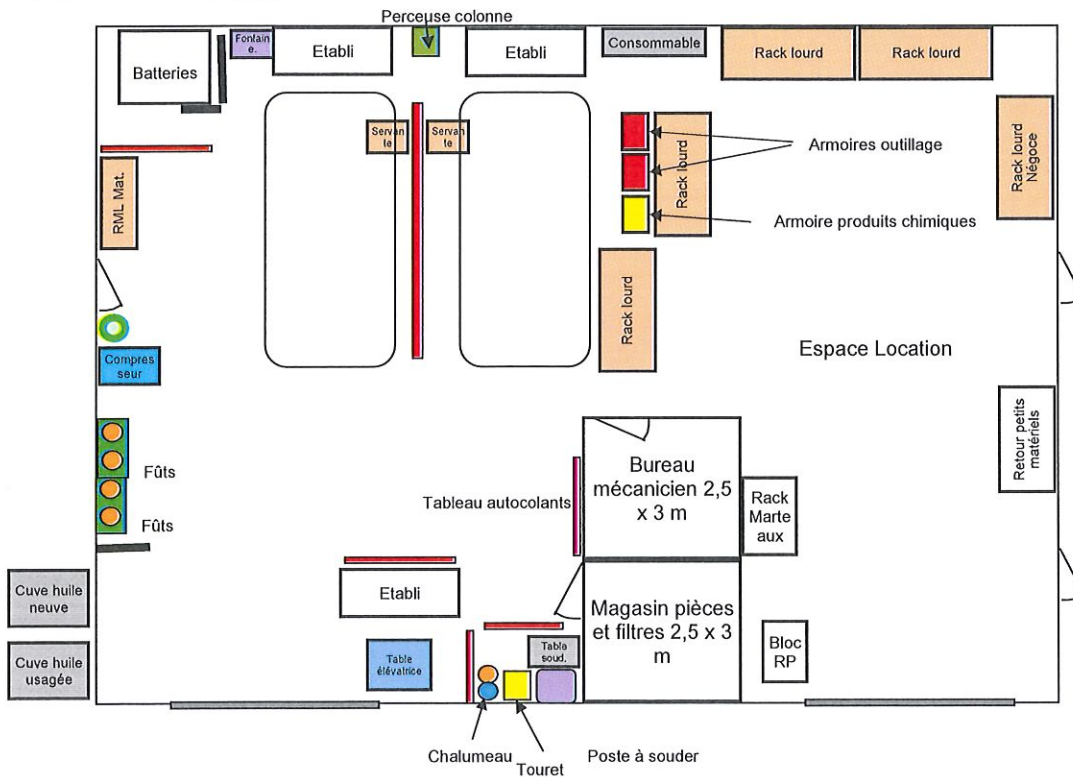 Perceuse colonne
Fontain
e.
Etabli
Etabli
Consommable
Rack lourd
Rack lourd
Batteries
Servan
te
Servan
te
Armoires outillage
Rack lourd
Rack lourd
Négoce
RML Mat.
Armoire produits chimiques
Rack lourd
Espace Location
Compres
seur
Retour petits
matériels
Fûts
Fûts
Tableau autocolants
Bureau
mécanicien 2,5
x 3 m
Rack
Marte
aux
Cuve huile
neuve
Etabli
Magasin pièces
et filtres 2,5 x 3
m
Cuve huile
usagée
Table
élévatrice
Table
soud.
Bloc
RP
Chalumeau
Touret
Poste à souder